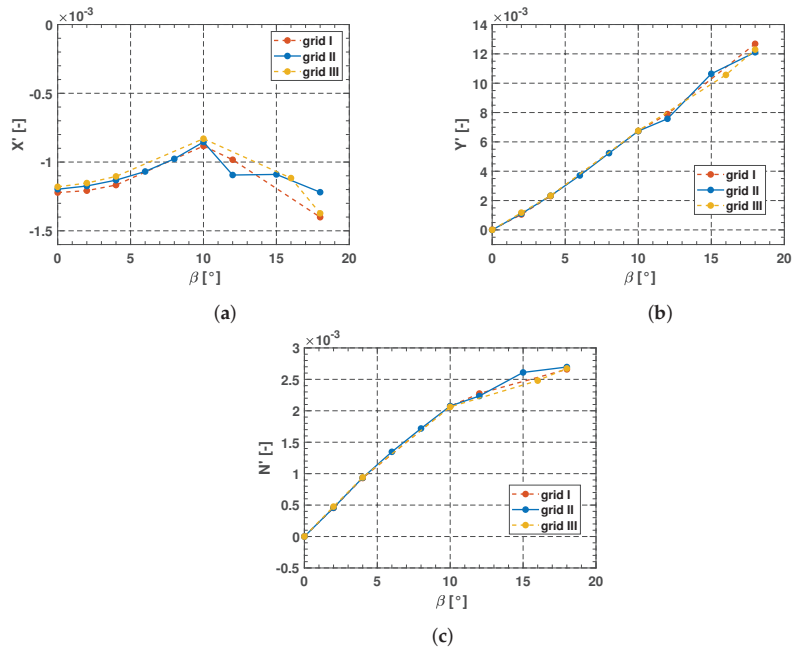 ×10⁻³
0
-0.5
-1
-1.5
X' [-]
0 5 10 15 20
β [°]
grid I
grid II
grid III
(a)
×10⁻³
14
12
10
8
6
4
2
0
Y' [-]
0 5 10 15 20
β [°]
grid I
grid II
grid III
(b)
×10⁻³
3
2.5
2
1.5
1
0.5
0
-0.5
N' [-]
0 5 10 15 20
β [°]
grid I
grid II
grid III
(c)